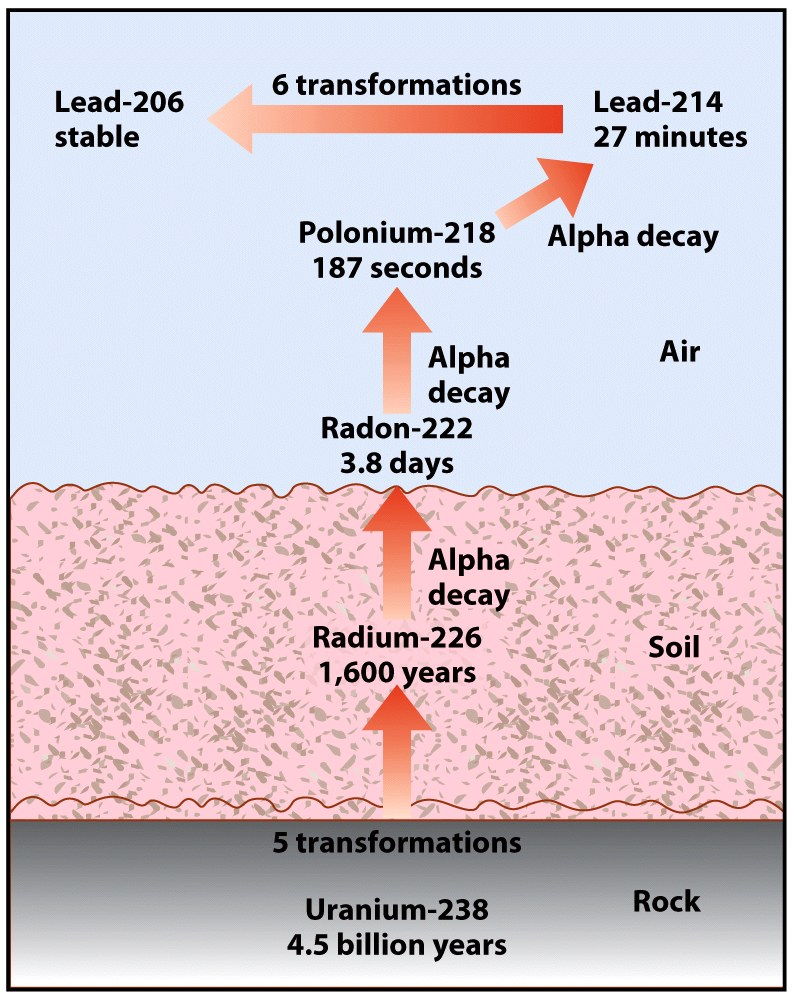 6 transformations
Lead-206
stable
Lead-214
27 minutes
Polonium-218
187 seconds
Alpha decay
Air
Alpha
decay
Radon-222
3.8 days
Alpha
decay
Radium-226
1,600 years
Soil
5 transformations
Uranium-238
4.5 billion years
Rock